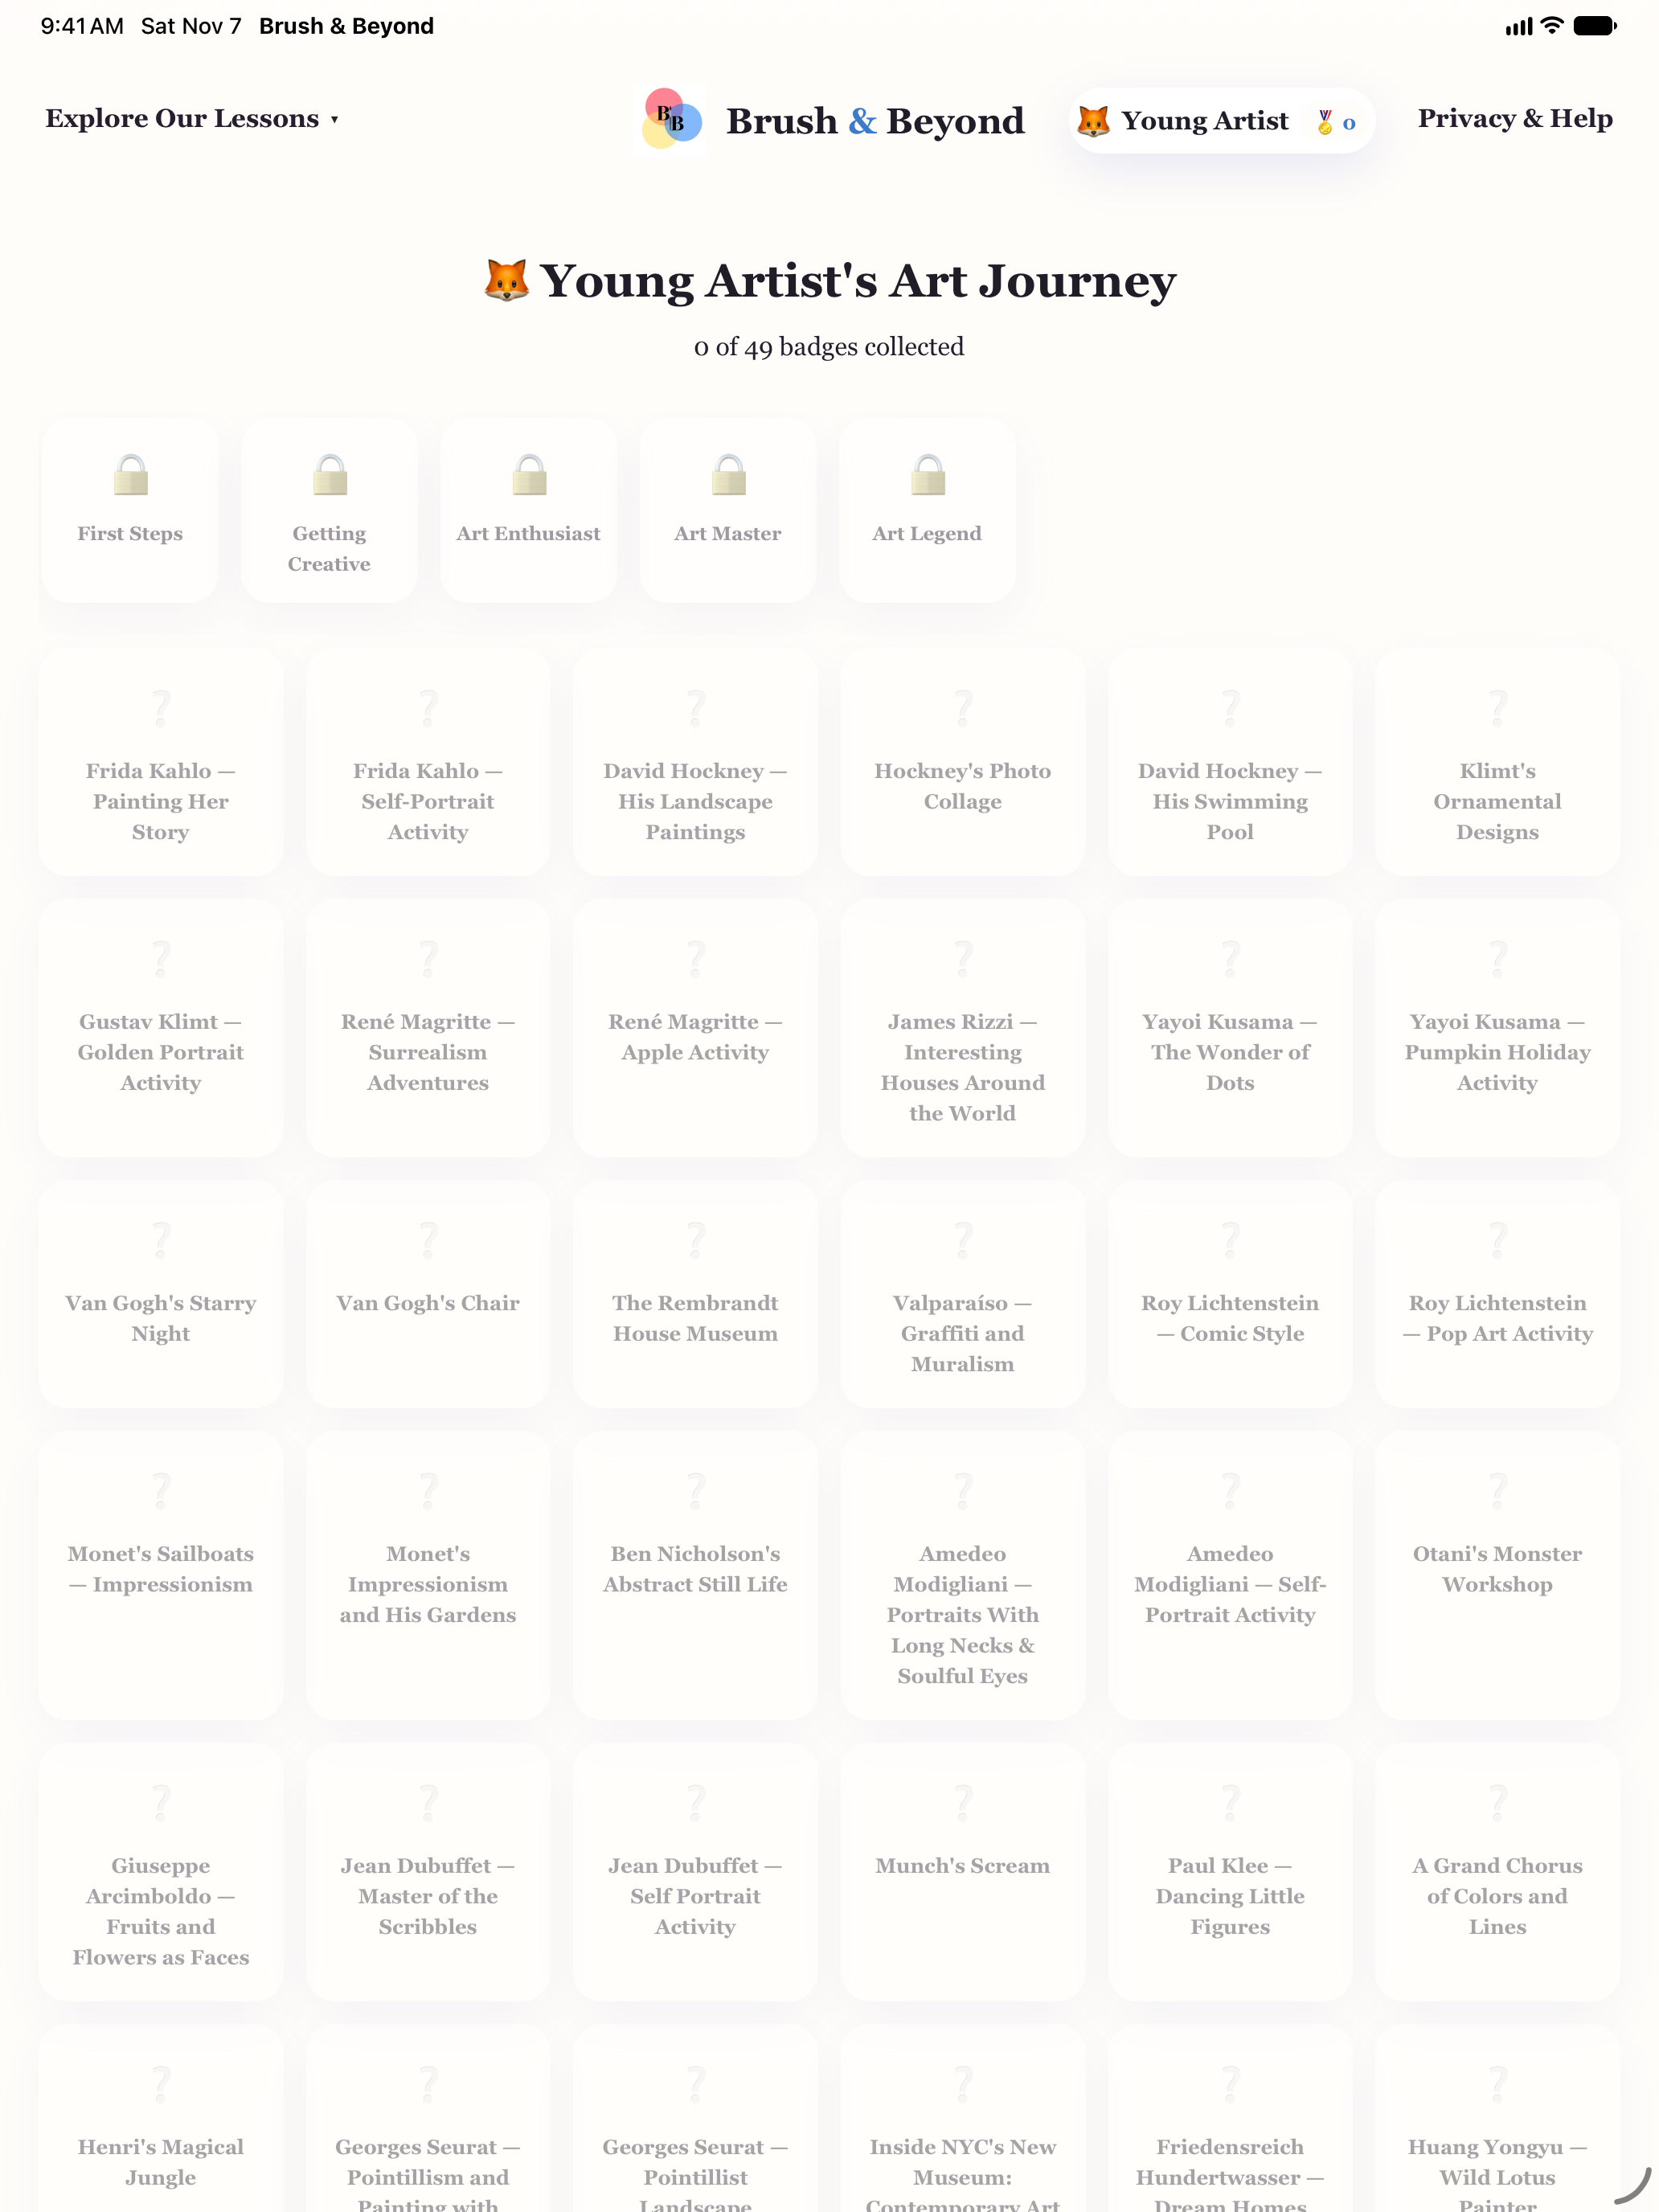 9:41 AM Sat Nov 7 Brush & Beyond
Explore Our Lessons ▾
B B
Brush & Beyond
Young Artist 0
Privacy & Help
Young Artist's Art Journey
0 of 49 badges collected
First Steps
Getting
Creative
Art Enthusiast
Art Master
Art Legend
?
Frida Kahlo —
Painting Her
Story
?
Frida Kahlo —
Self-Portrait
Activity
?
David Hockney —
His Landscape
Paintings
?
Hockney's Photo
Collage
?
David Hockney —
His Swimming
Pool
?
Klimt's
Ornamental
Designs
?
Gustav Klimt —
Golden Portrait
Activity
?
René Magritte —
Surrealism
Adventures
?
René Magritte —
Apple Activity
?
James Rizzi —
Interesting
Houses Around
the World
?
Yayoi Kusama —
The Wonder of
Dots
?
Yayoi Kusama —
Pumpkin Holiday
Activity
?
Van Gogh's Starry
Night
?
Van Gogh's Chair
?
The Rembrandt
House Museum
?
Valparaíso —
Graffiti and
Muralism
?
Roy Lichtenstein
— Comic Style
?
Roy Lichtenstein
— Pop Art Activity
?
Monet's Sailboats
— Impressionism
?
Monet's
Impressionism
and His Gardens
?
Ben Nicholson's
Abstract Still Life
?
Amedeo
Modigliani —
Portraits With
Long Necks &
Soulful Eyes
?
Amedeo
Modigliani — Self-
Portrait Activity
?
Otani's Monster
Workshop
?
Giuseppe
Arcimboldo —
Fruits and
Flowers as Faces
?
Jean Dubuffet —
Master of the
Scribbles
?
Jean Dubuffet —
Self Portrait
Activity
?
Munch's Scream
?
Paul Klee —
Dancing Little
Figures
?
A Grand Chorus
of Colors and
Lines
?
Henri's Magical
Jungle
?
Georges Seurat —
Pointillism and
Painting with
?
Georges Seurat —
Pointillist
Landscape
?
Inside NYC's New
Museum:
Contemporary Art
?
Friedensreich
Hundertwasser —
Dream Homes
?
Huang Yongyu —
Wild Lotus
Painter